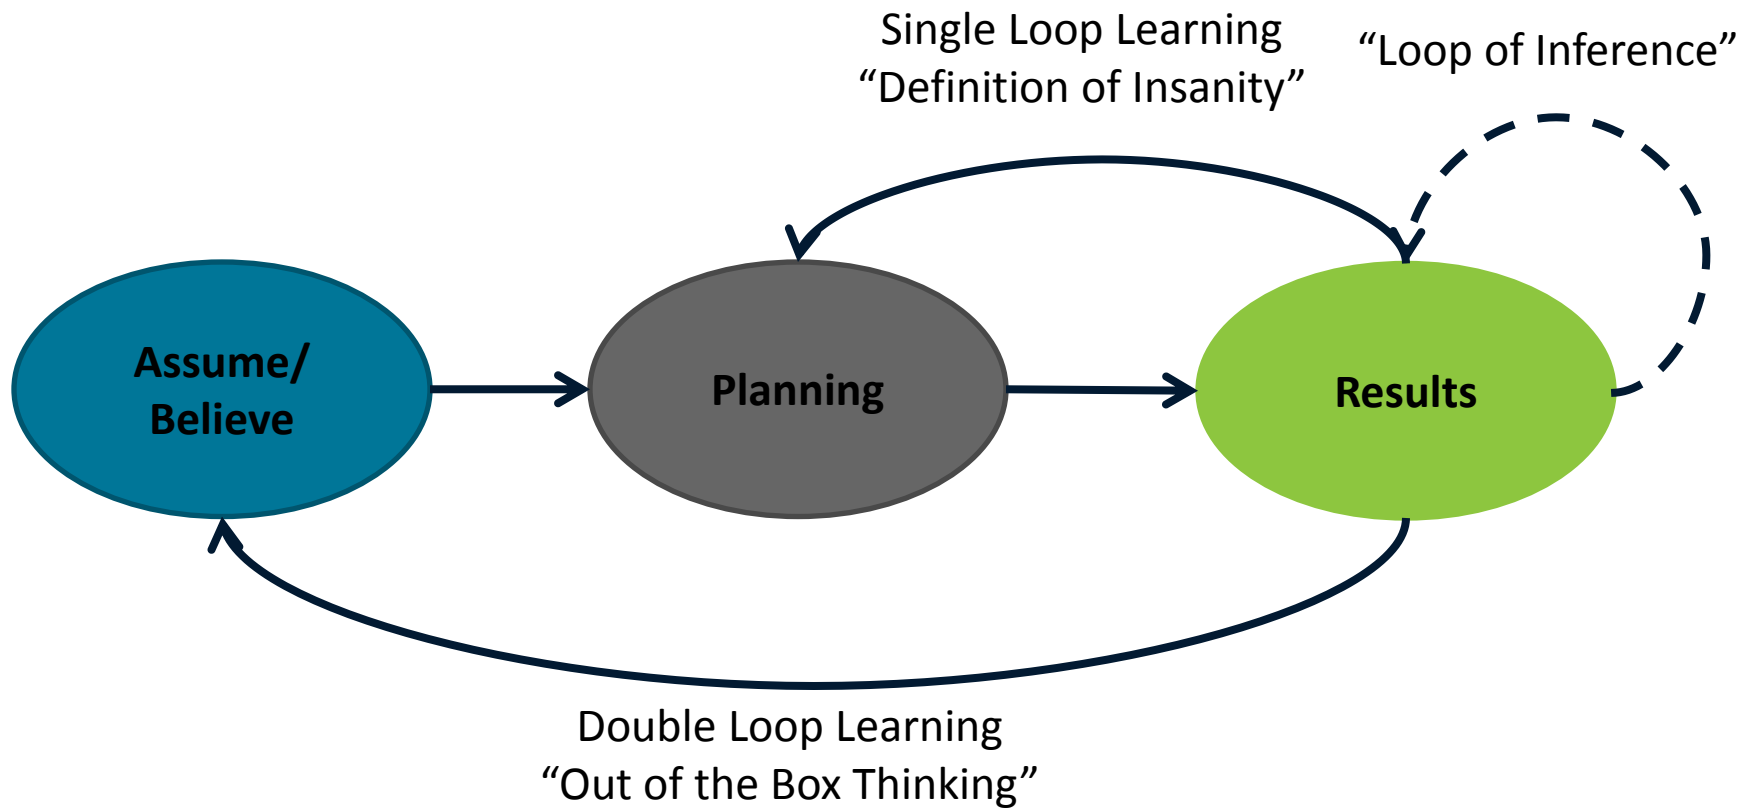 Single Loop Learning
“Definition of Insanity”
“Loop of Inference”
Assume/
Believe
Planning
Results
Double Loop Learning
“Out of the Box Thinking”